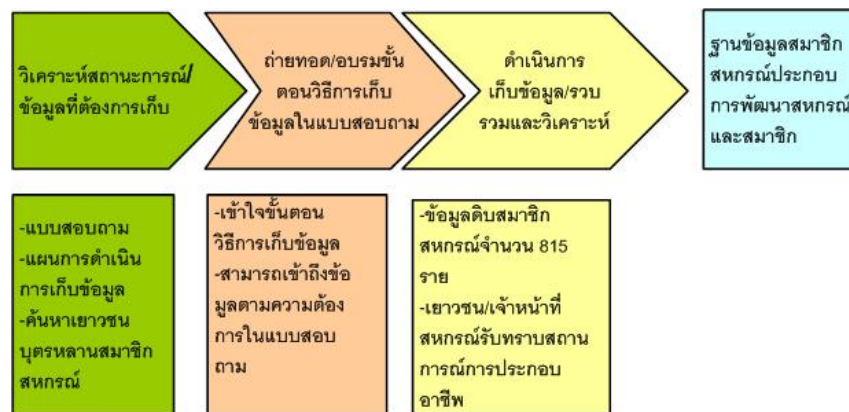 วิเคราะห์สถานะการณ์/
ข้อมูลที่ต้องการเก็บ
ถ่ายทอด/อบรมขั้น
ตอนวิธีการเก็บ
ข้อมูลในแบบสอบถาม
ดำเนินการ
เก็บข้อมูล/รวบ
รวมและวิเคราะห์
ฐานข้อมูลสมาชิก
สหกรณ์ประกอบ
การพัฒนาสหกรณ์
และสมาชิก
-แบบสอบถาม
-แผนการดำเนิน
การเก็บข้อมูล
-ค้นหาเยาวชน
บุตรหลานสมาชิก
สหกรณ์
-เข้าใจขั้นตอน
วิธีการเก็บข้อมูล
-สามารถเข้าถึงข้อ
มูลตามความต้อง
การในแบบสอบ
ถาม
-ข้อมูลดิบสมาชิก
สหกรณ์จำนวน 815
ราย
-เยาวชน/เจ้าหน้าที่
สหกรณ์รับทราบสถาน
การณ์การประกอบ
อาชีพ